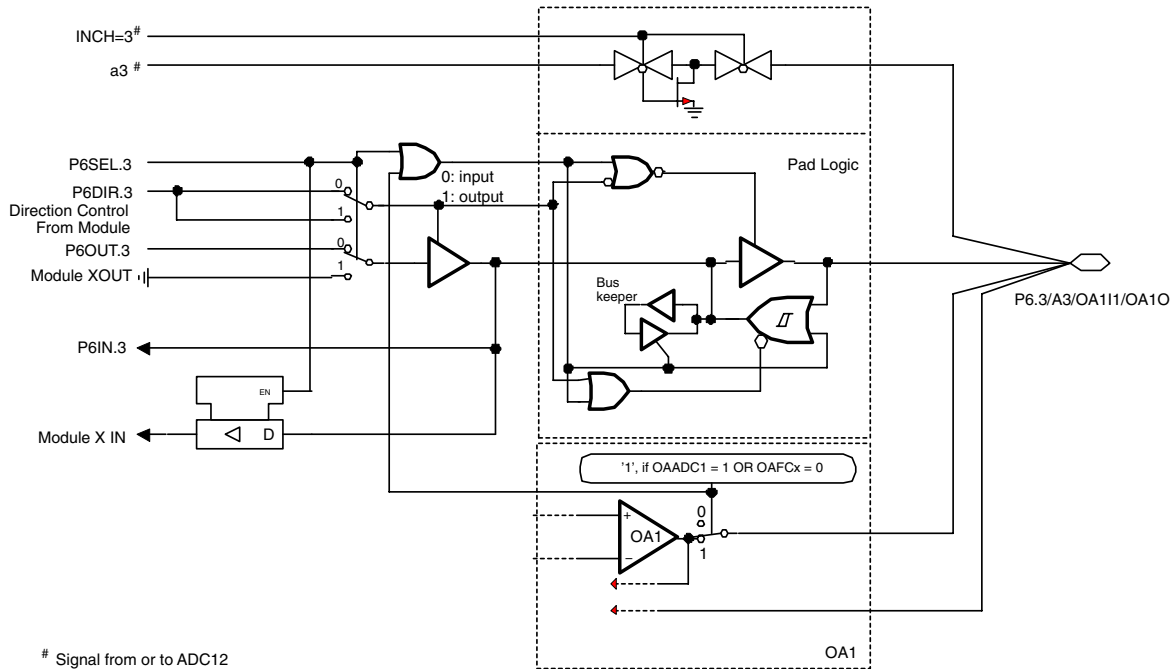 INCH=3#
a3 #
Pad Logic
P6SEL.3
0: input
1: output
P6DIR.3
0
Direction Control
From Module
1
P6OUT.3
0
Module XOUT
1
Bus
keeper
P6.3/A3/OA1I1/OA1O
P6IN.3
EN
D
Module X IN
'1', if OAADC1 = 1 OR OAFCx = 0
+
OA1
−
0
1
OA1
# Signal from or to ADC12